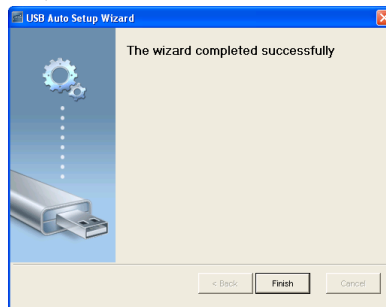 USB Auto Setup Wizard
The wizard completed successfully
< Back Finish Cancel